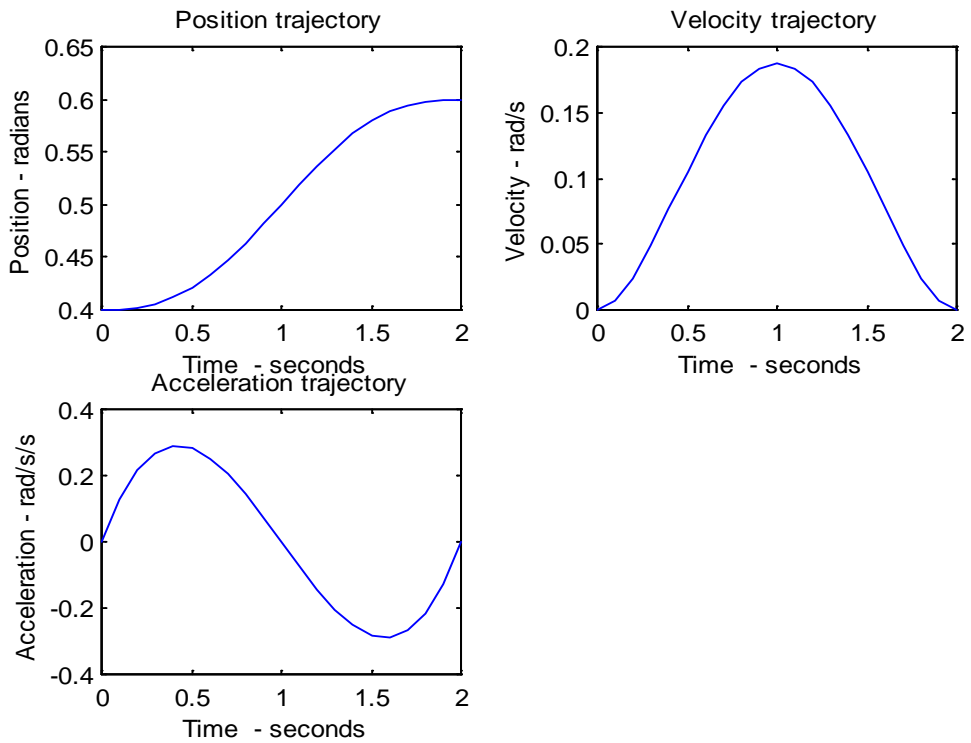 Position trajectory
0.65
0.6
0.55
0.5
0.45
0.4
Position - radians
0 0.5 1 1.5 2
Time - seconds
Velocity trajectory
0.2
0.15
0.1
0.05
0
Velocity - rad/s
0 0.5 1 1.5 2
Time - seconds
Acceleration trajectory
0.4
0.2
0
-0.2
-0.4
Acceleration - rad/s/s
0 0.5 1 1.5 2
Time - seconds